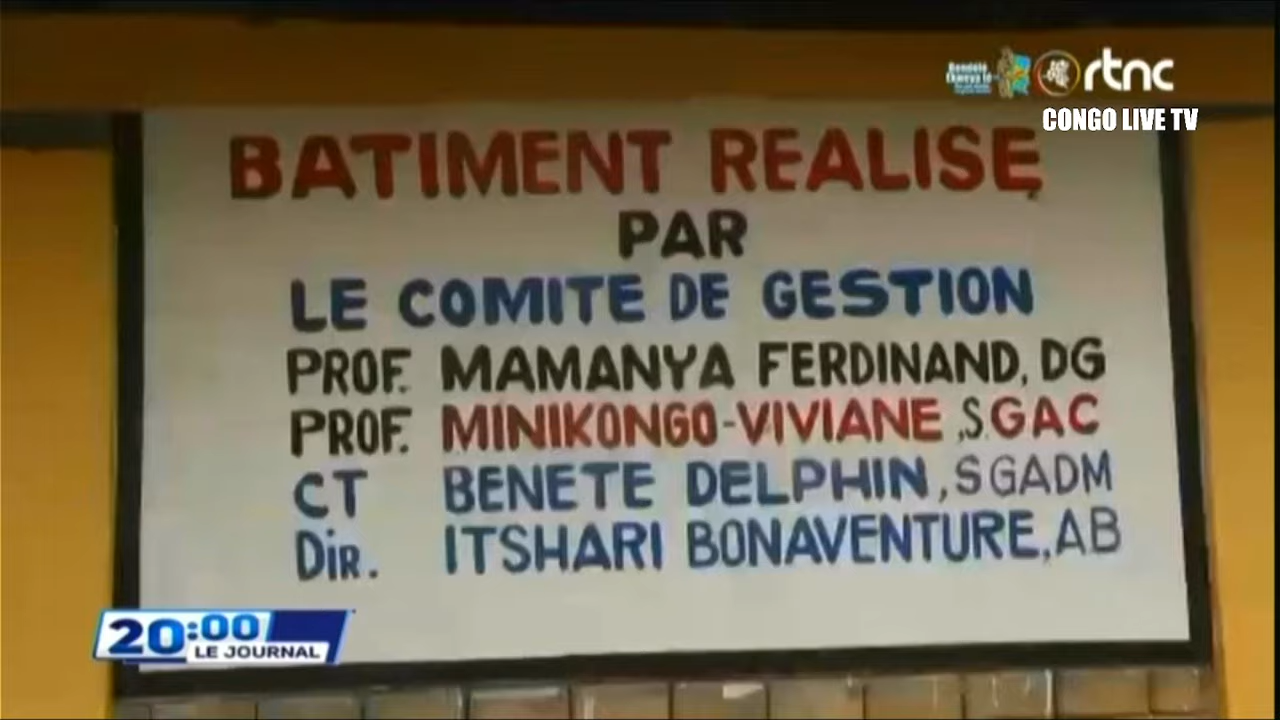 rtnc
CONGO LIVE TV
BATIMENT REALISE
PAR
LE COMITE DE GESTION
PROF. MAMANYA FERDINAND, DG
PROF. MINIKONGO-VIVIANE, S.GAC
CT BENETE DELPHIN, SGADM
DIR. ITSHARI BONAVENTURE, AB
20:00
LE JOURNAL